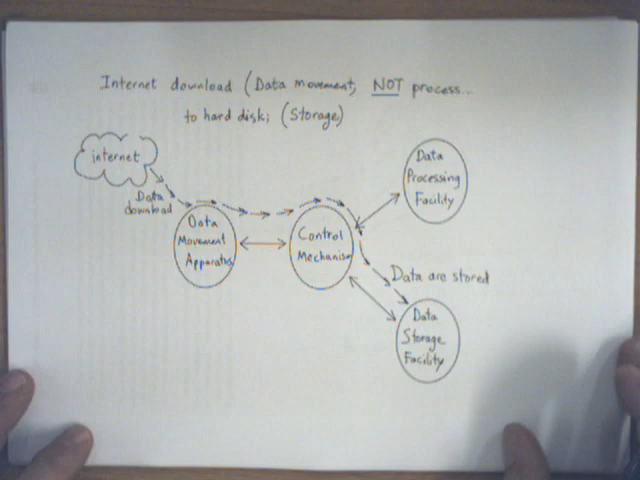 Internet download (Data movement, NOT process...
to hard disk; (Storage)
internet
Data
download
Data
Movement
Apparatus
Control
Mechanism
Data
Processing
Facility
Data are stored
Data
Storage
Facility